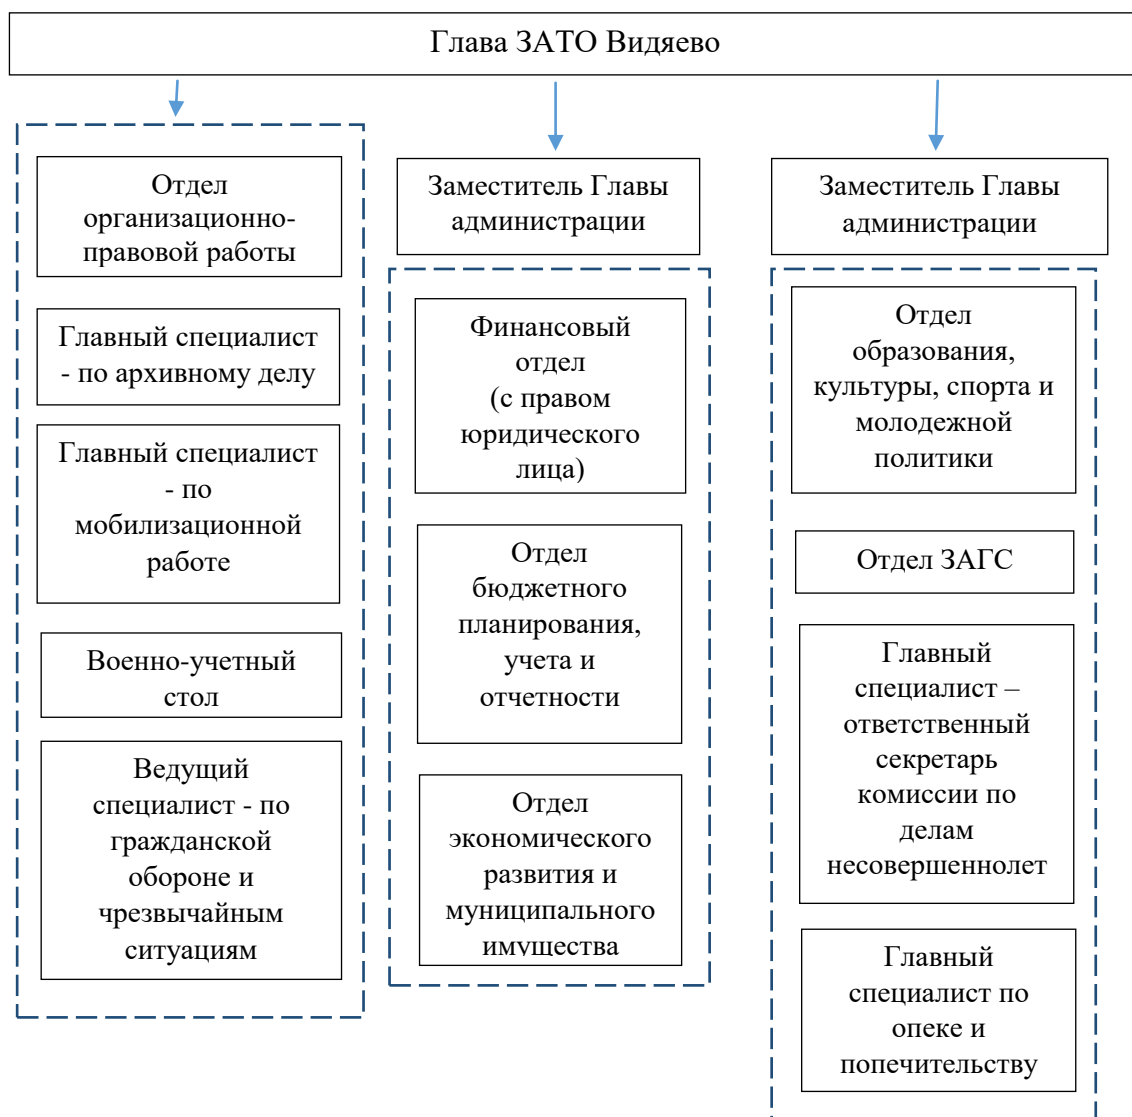 Глава ЗАТО Видяево
Отдел
организационно-
правовой работы
Главный специалист
- по архивному делу
Главный специалист
- по
мобилизационной
работе
Военно-учетный
стол
Ведущий
специалист - по
гражданской
обороне и
чрезвычайным
ситуациям
Заместитель Главы
администрации
Финансовый
отдел
(с правом
юридического
лица)
Отдел
бюджетного
планирования,
учета и
отчетности
Отдел
экономического
развития и
муниципального
имущества
Заместитель Главы
администрации
Отдел
образования,
культуры, спорта и
молодежной
политики
Отдел ЗАГС
Главный
специалист –
ответственный
секретарь
комиссии по
делам
несовершеннолет
Главный
специалист по
опеке и
попечительству